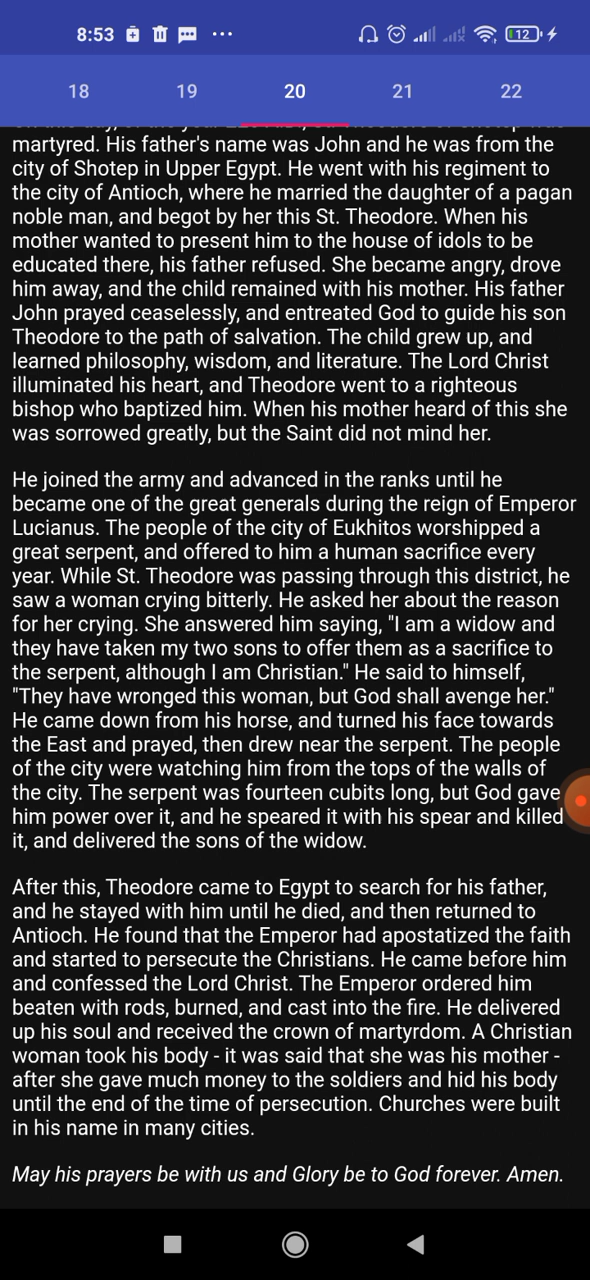 8:53
12
18 19 20 21 22
martyred. His father's name was John and he was from the
city of Shotep in Upper Egypt. He went with his regiment to
the city of Antioch, where he married the daughter of a pagan
noble man, and begot by her this St. Theodore. When his
mother wanted to present him to the house of idols to be
educated there, his father refused. She became angry, drove
him away, and the child remained with his mother. His father
John prayed ceaselessly, and entreated God to guide his son
Theodore to the path of salvation. The child grew up, and
learned philosophy, wisdom, and literature. The Lord Christ
illuminated his heart, and Theodore went to a righteous
bishop who baptized him. When his mother heard of this she
was sorrowed greatly, but the Saint did not mind her.
He joined the army and advanced in the ranks until he
became one of the great generals during the reign of Emperor
Lucianus. The people of the city of Eukhitos worshipped a
great serpent, and offered to him a human sacrifice every
year. While St. Theodore was passing through this district, he
saw a woman crying bitterly. He asked her about the reason
for her crying. She answered him saying, "I am a widow and
they have taken my two sons to offer them as a sacrifice to
the serpent, although I am Christian." He said to himself,
"They have wronged this woman, but God shall avenge her."
He came down from his horse, and turned his face towards
the East and prayed, then drew near the serpent. The people
of the city were watching him from the tops of the walls of
the city. The serpent was fourteen cubits long, but God gave
him power over it, and he speared it with his spear and killed
it, and delivered the sons of the widow.
After this, Theodore came to Egypt to search for his father,
and he stayed with him until he died, and then returned to
Antioch. He found that the Emperor had apostatized the faith
and started to persecute the Christians. He came before him
and confessed the Lord Christ. The Emperor ordered him
beaten with rods, burned, and cast into the fire. He delivered
up his soul and received the crown of martyrdom. A Christian
woman took his body - it was said that she was his mother -
after she gave much money to the soldiers and hid his body
until the end of the time of persecution. Churches were built
in his name in many cities.
May his prayers be with us and Glory be to God forever. Amen.